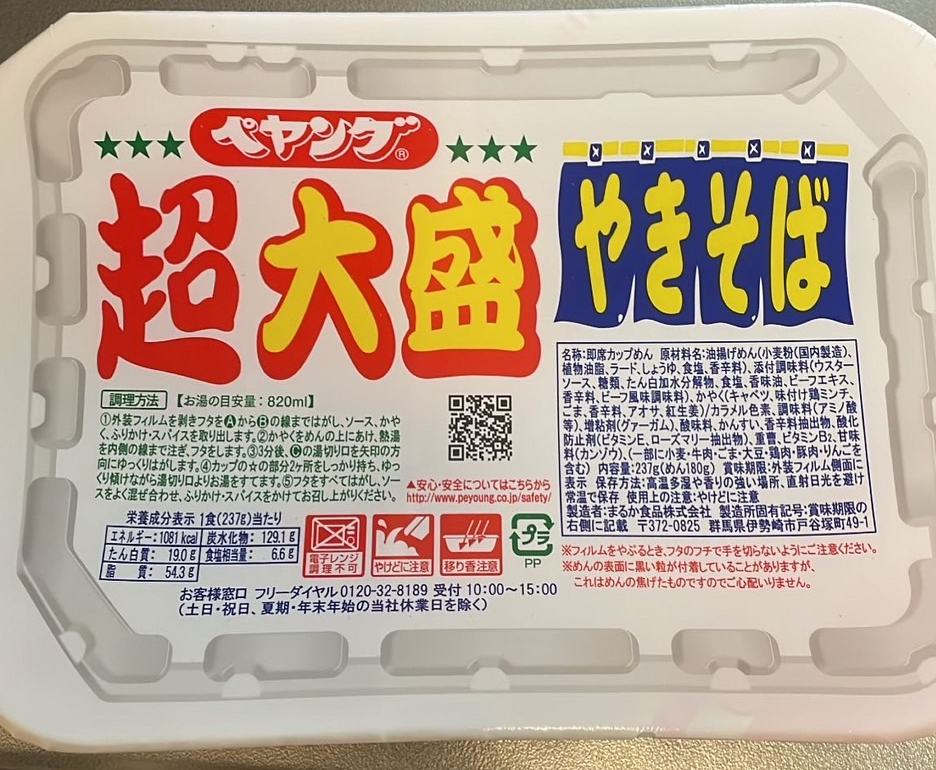 ★★★ ペヤング® ★★★
超大盛
やきそば
調理方法 【お湯の目安量：820ml】
①外装フィルムを剥きフタをⒶからⒷの線まではがし、ソース、かや
く、ふりかけ・スパイスを取り出します。②かやくをめんの上にあけ、熱湯
を内側の線まで注ぎ、フタをします。③3分後、Ⓒの湯切り口を矢印の方
向にゆっくりはがします。④カップの☆の部分2ヶ所をしっかり持ち、ゆっ
くり傾けながら湯切り口よりお湯をすてます。⑤フタをすべてはがし、ソー
スをよく混ぜ合わせ、ふりかけ・スパイスをかけてお召し上がりください。
▲安心・安全についてはこちらから
http://www.peyoung.co.jp/safety/
栄養成分表示 1食(237g)当たり
エネルギー：1081kcal 炭水化物：129.1g
たん白質：19.0g 食塩相当量：6.6g
脂質：54.3g
電子レンジ
調理不可
やけどに注意
移り香注意
プラ
PP
お客様窓口 フリーダイヤル 0120-32-8189 受付 10:00～15:00
(土日・祝日、夏期・年末年始の当社休業日を除く)
名称：即席カップめん 原材料名：油揚げめん(小麦粉(国内製造)、
植物油脂、ラード、しょうゆ、食塩、香辛料)、添付調味料(ウスター
ソース、糖類、たん白加水分解物、食塩、香味油、ビーフエキス、
香辛料、ビーフ風味調味料)、かやく(キャベツ、味付け鶏ミンチ、
ごま、香辛料、アオサ、紅生姜)/カラメル色素、調味料(アミノ酸
等)、増粘剤(グァーガム)、酸味料、かんすい、香辛料抽出物、酸化
防止剤(ビタミンE、ローズマリー抽出物)、重曹、ビタミンB₂、甘味
料(カンゾウ)、(一部に小麦・牛肉・ごま・大豆・鶏肉・豚肉・りんごを
含む) 内容量：237g(めん180g) 賞味期限：外装フィルム側面に
表示 保存方法：高温多湿や香りの強い場所、直射日光を避け
常温で保存 使用上の注意：やけどに注意
製造者：まるか食品株式会社 製造所固有記号：賞味期限の
右側に記載 〒372-0825 群馬県伊勢崎市戸谷塚町49-1
※フィルムをやぶるとき、フタのフチで手を切らないようにご注意ください。
※めんの表面に黒い粒が付着していることがありますが、
これはめんの焦げたものですのでご心配いりません。